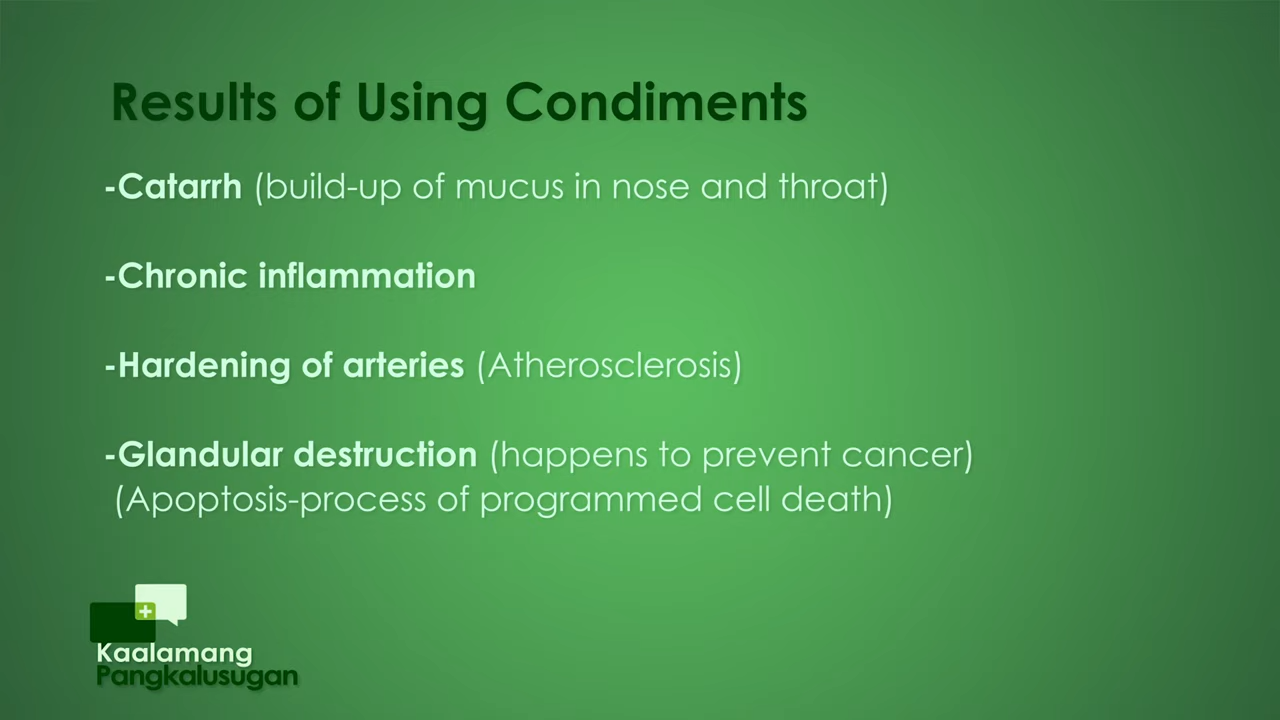 Results of Using Condiments
-Catarrh (build-up of mucus in nose and throat)
-Chronic inflammation
-Hardening of arteries (Atherosclerosis)
-Glandular destruction (happens to prevent cancer)
(Apoptosis-process of programmed cell death)
Kaalamang
Pangkalusugan